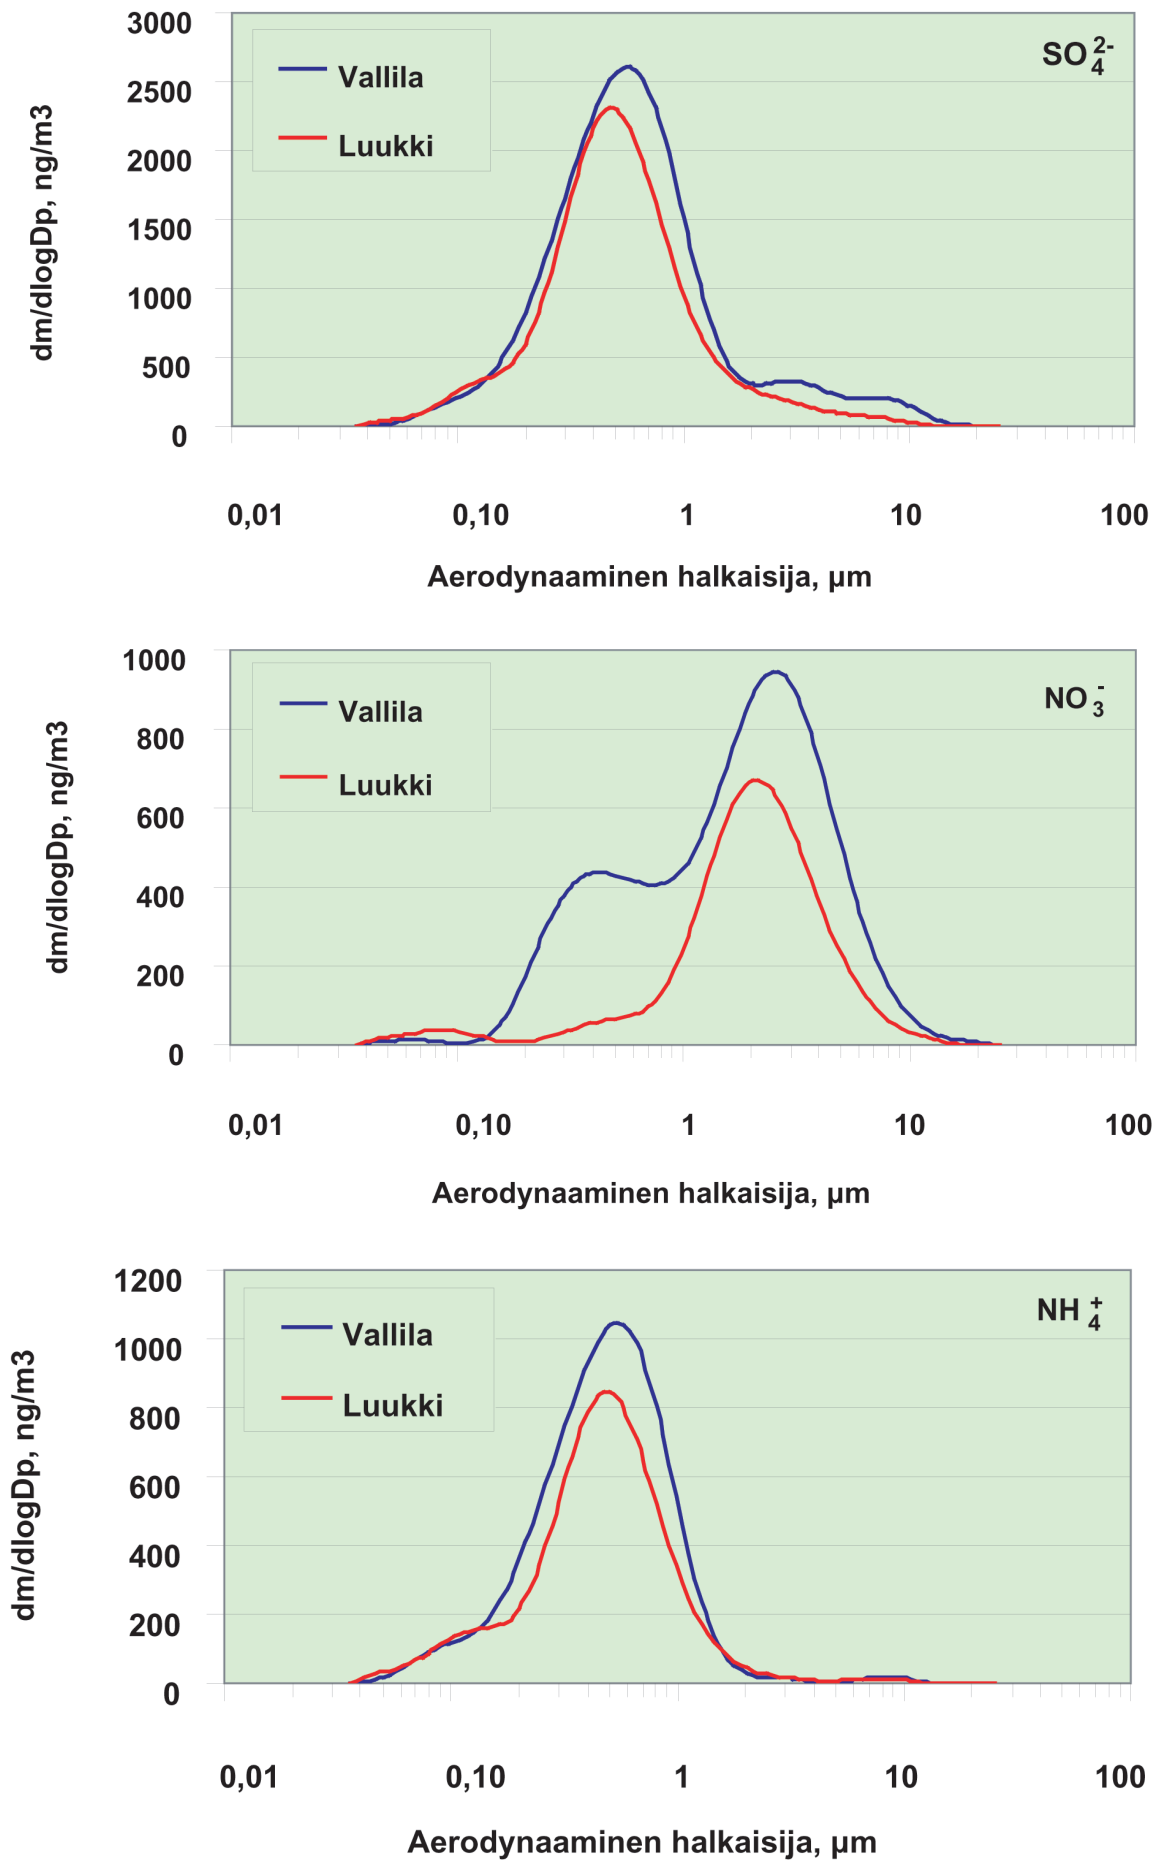 3000
2500
2000
1500
1000
500
0
dm/dlogDp, ng/m3
Vallila
Luukki
SO₄²⁻
0,01 0,10 1 10 100
Aerodynaaminen halkaisija, µm
1000
800
600
400
200
0
dm/dlogDp, ng/m3
Vallila
Luukki
NO₃⁻
0,01 0,10 1 10 100
Aerodynaaminen halkaisija, µm
1200
1000
800
600
400
200
0
dm/dlogDp, ng/m3
Vallila
Luukki
NH₄⁺
0,01 0,10 1 10 100
Aerodynaaminen halkaisija, µm